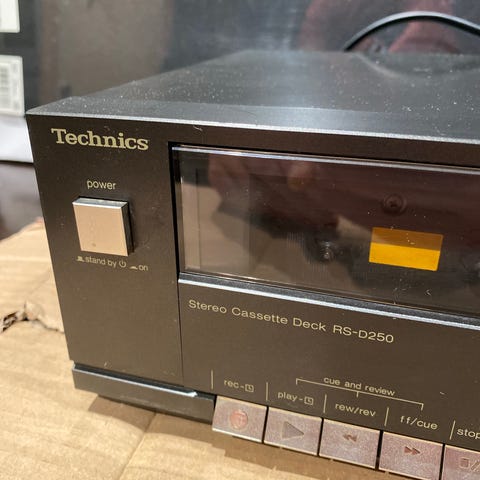 Technics
power
stand by ⏻ on
Stereo Cassette Deck RS-D250
cue and review
rec- play- rew/rev ff/cue stop